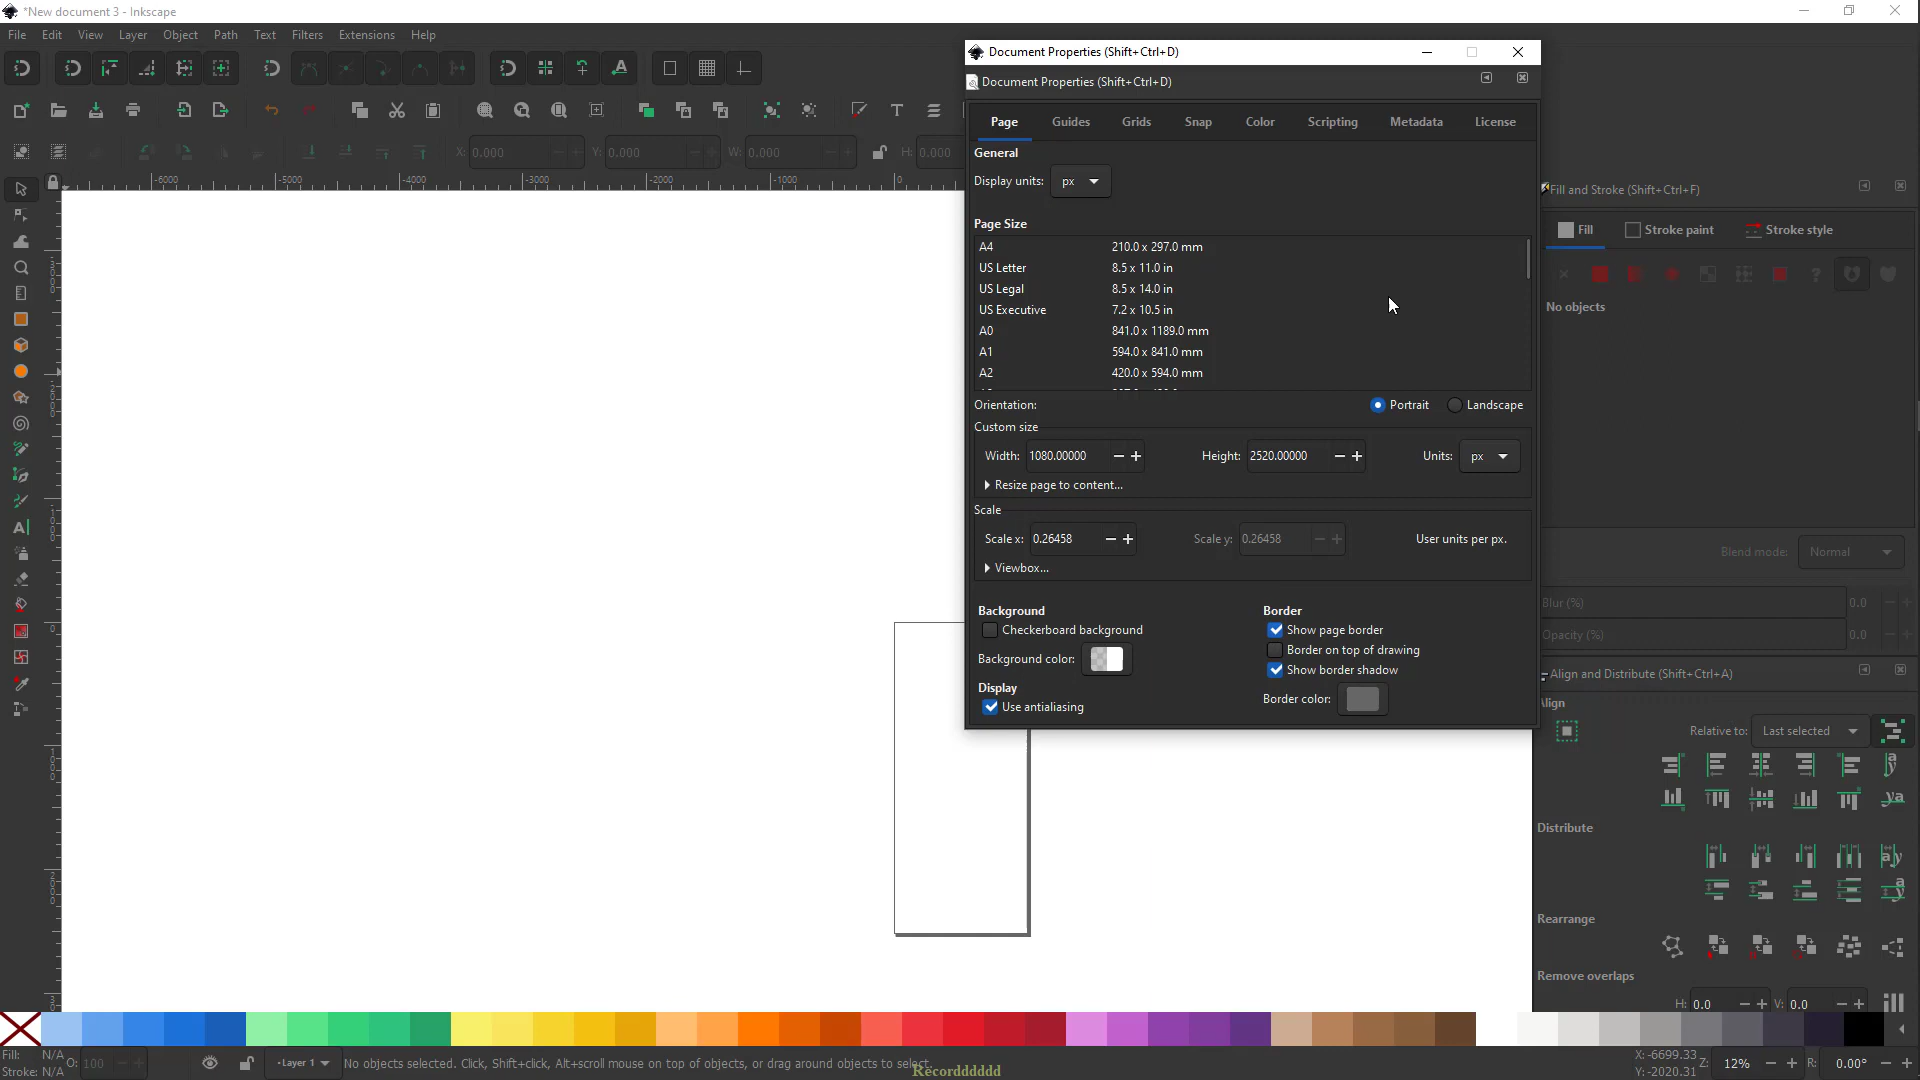 *New document 3 - Inkscape
File Edit View Layer Object Path Text Filters Extensions Help
X: 0.000 Y: 0.000 W: 0.000 H: 0.000
-6000 -5000 -4000 -3000 -2000 -1000 0
Document Properties (Shift+Ctrl+D)
Document Properties (Shift+Ctrl+D)
Page Guides Grids Snap Color Scripting Metadata License
General
Display units: px
Page Size
A4 210.0 x 297.0 mm
US Letter 8.5 x 11.0 in
US Legal 8.5 x 14.0 in
US Executive 7.2 x 10.5 in
A0 841.0 x 1189.0 mm
A1 594.0 x 841.0 mm
A2 420.0 x 594.0 mm
Orientation: Portrait Landscape
Custom size
Width: 1080.00000 Height: 2520.00000 Units: px
Resize page to content...
Scale
Scale x: 0.26458 Scale y: 0.26458 User units per px.
Viewbox...
Background
Checkerboard background
Background color:
Display
Use antialiasing
Border
Show page border
Border on top of drawing
Show border shadow
Border color:
Fill and Stroke (Shift+Ctrl+F)
Fill Stroke paint Stroke style
No objects
Blend mode: Normal
Blur (%) 0.0
Opacity (%) 0.0
Align and Distribute (Shift+Ctrl+A)
Align
Relative to: Last selected
Distribute
Rearrange
Remove overlaps
H: 0.0 V: 0.0
Fill: N/A
Stroke: N/A
O: 100
Layer 1
No objects selected. Click, Shift+click, Alt+scroll mouse on top of objects, or drag around objects to select.
Recordddddd
X: -6699.33
Y: -2020.31
Z: 12% R: 0.00°